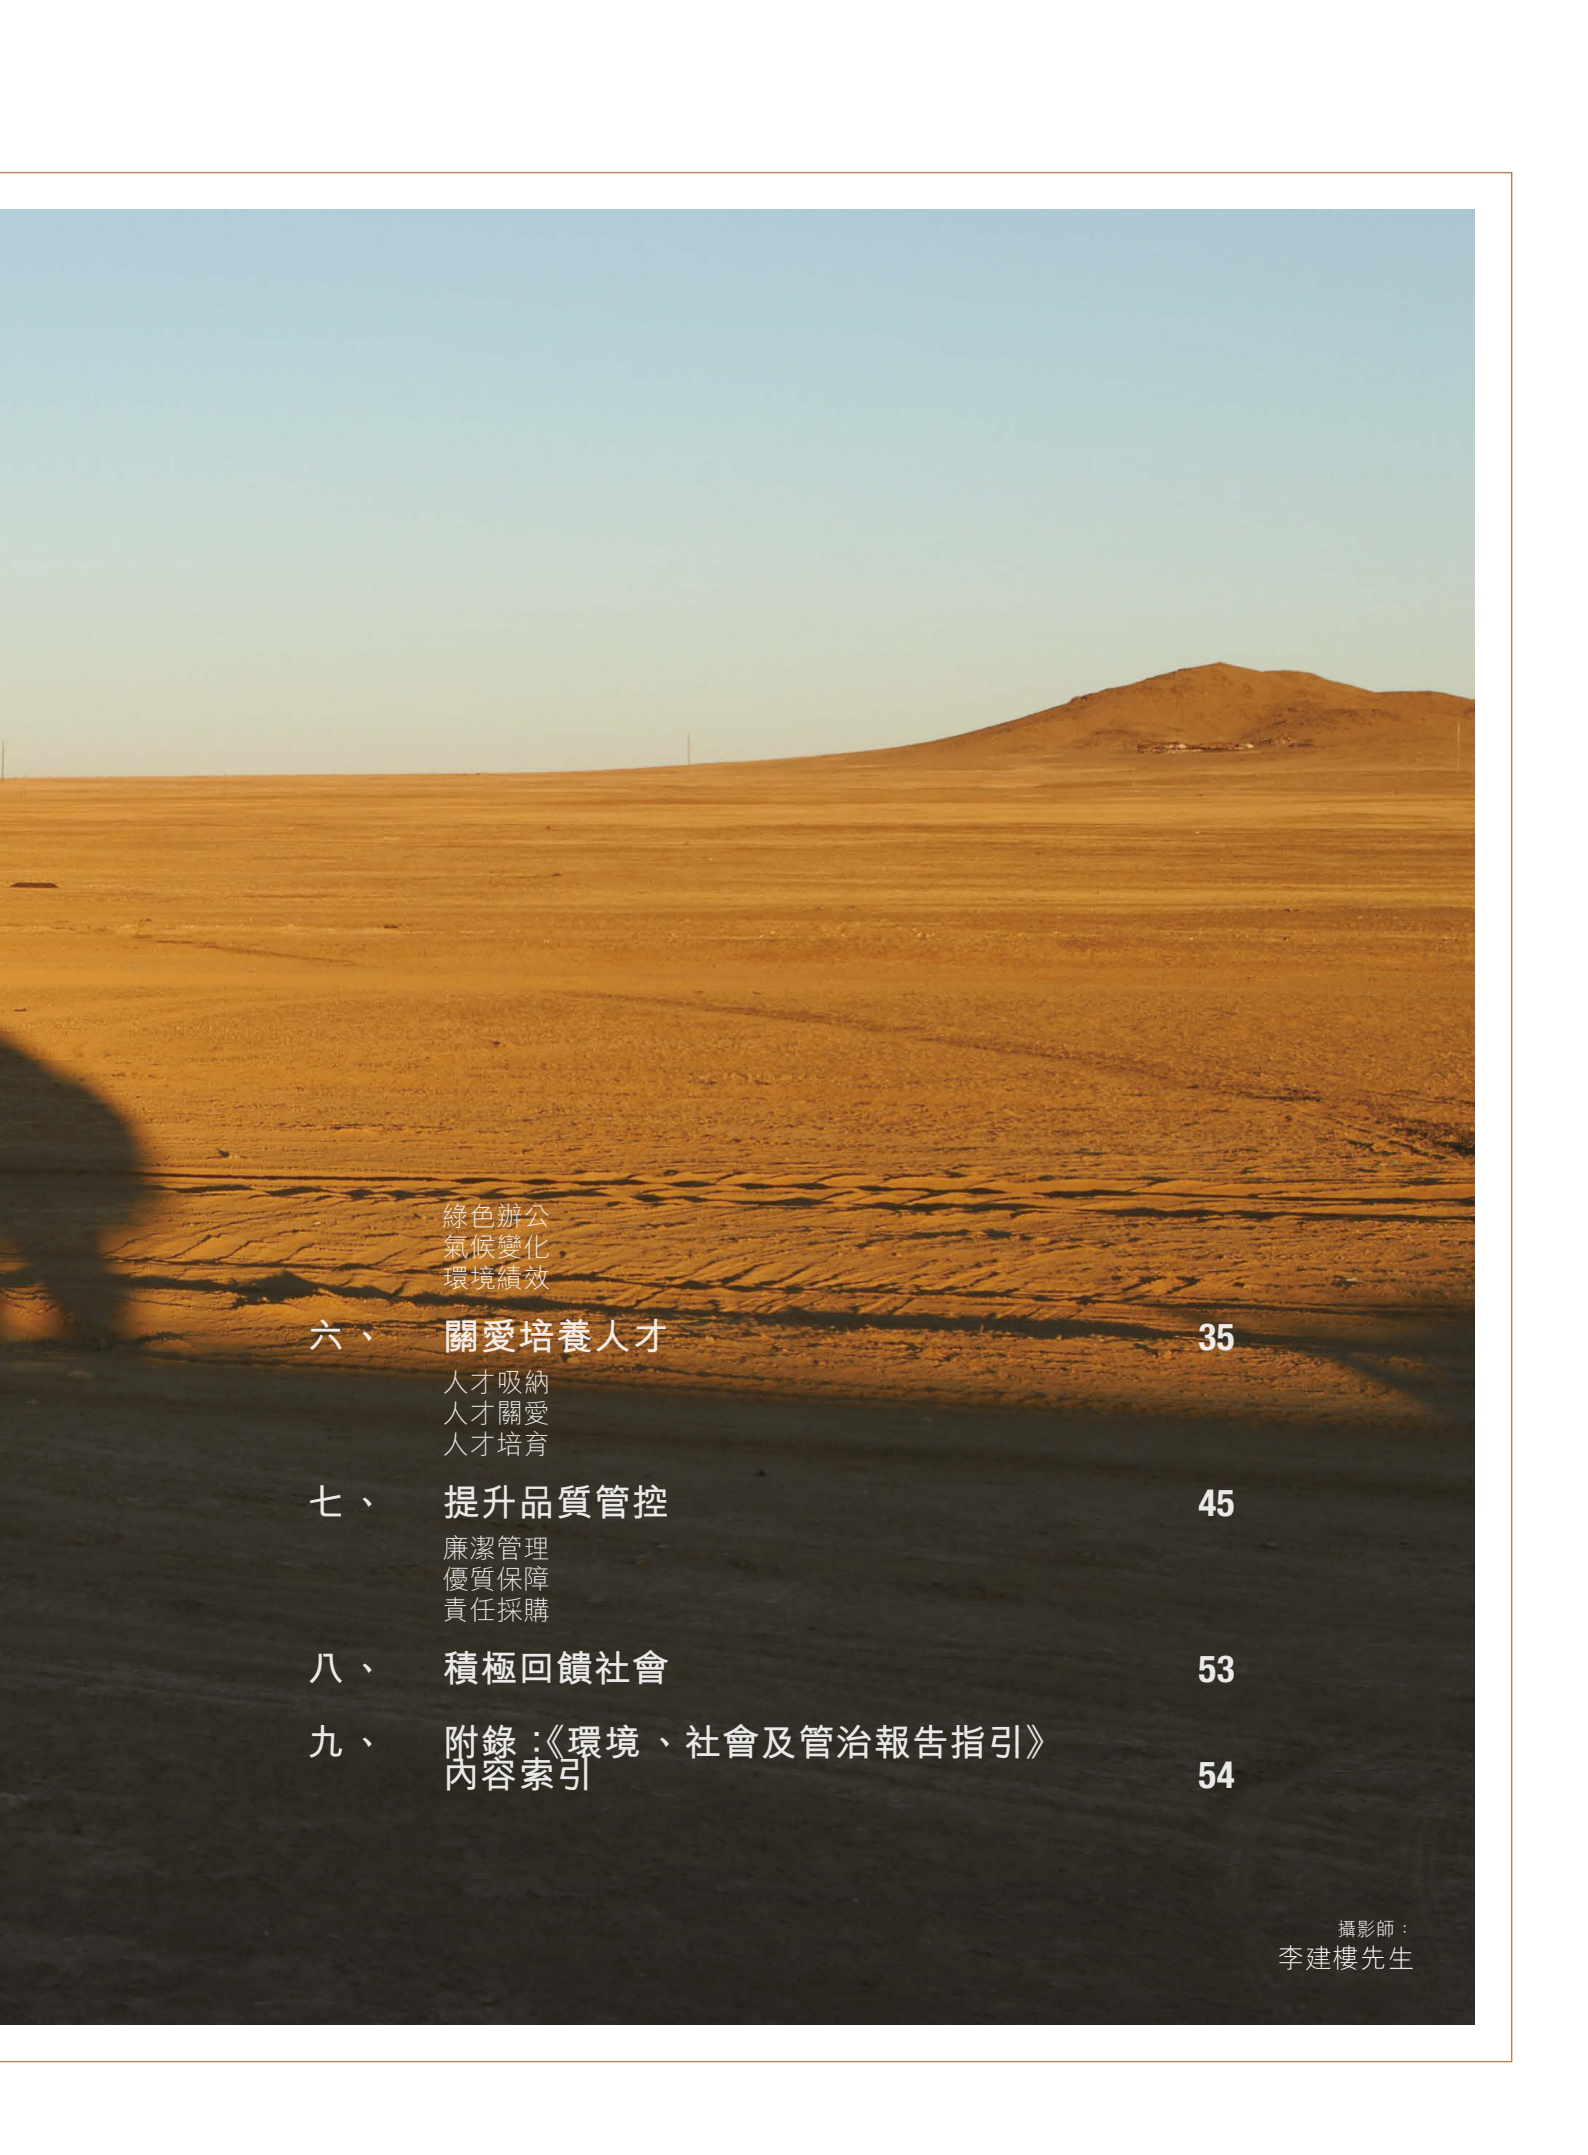 綠色辦公
氣候變化
環境績效
六、 關愛培養人才 35
人才吸納
人才關愛
人才培育
七、 提升品質管控 45
廉潔管理
優質保障
責任採購
八、 積極回饋社會 53
九、 附錄：《環境、社會及管治報告指引》
內容索引 54
攝影師：
李建樓先生